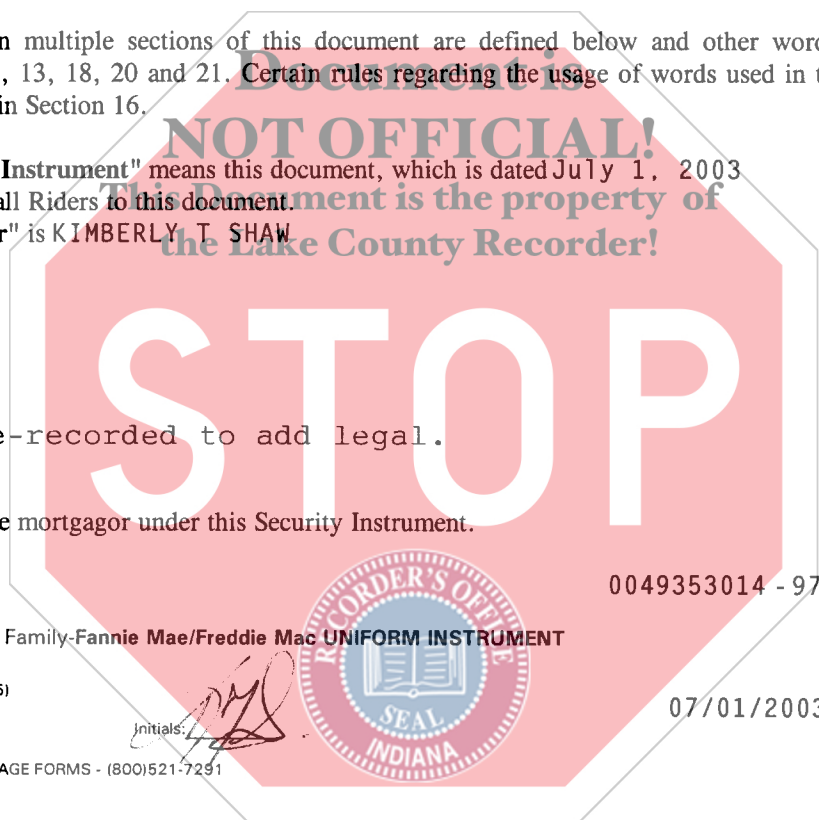 n multiple sections of this document are defined below and other word
, 13, 18, 20 and 21. Certain rules regarding the usage of words used in t
in Section 16.
Document is
NOT OFFICIAL!
This Document is the property of
the Lake County Recorder!
Instrument" means this document, which is dated July 1, 2003
all Riders to this document.
r" is KIMBERLY T SHAW
STOP
e-recorded to add legal.
e mortgagor under this Security Instrument.
0049353014 - 97
RECORDER'S OFFICE
SEAL
INDIANA
Family-Fannie Mae/Freddie Mac UNIFORM INSTRUMENT
)
07/01/2003
Initials:
AGE FORMS - (800)521-7291